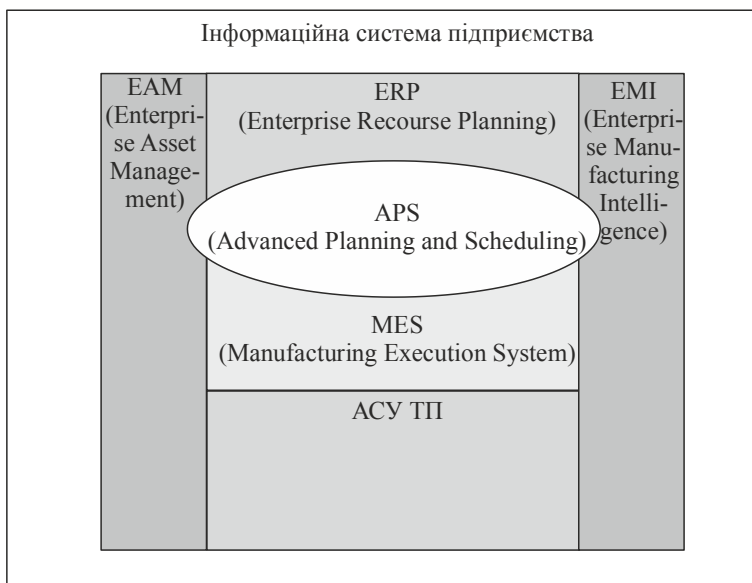 Інформаційна система підприємства
EAM
(Enterpri-
se Asset
Manage-
ment)
ERP
(Enterprise Recourse Planning)
EMI
(Enterpri-
se Manu-
facturing
Intelli-
gence)
APS
(Advanced Planning and Scheduling)
MES
(Manufacturing Execution System)
АСУ ТП